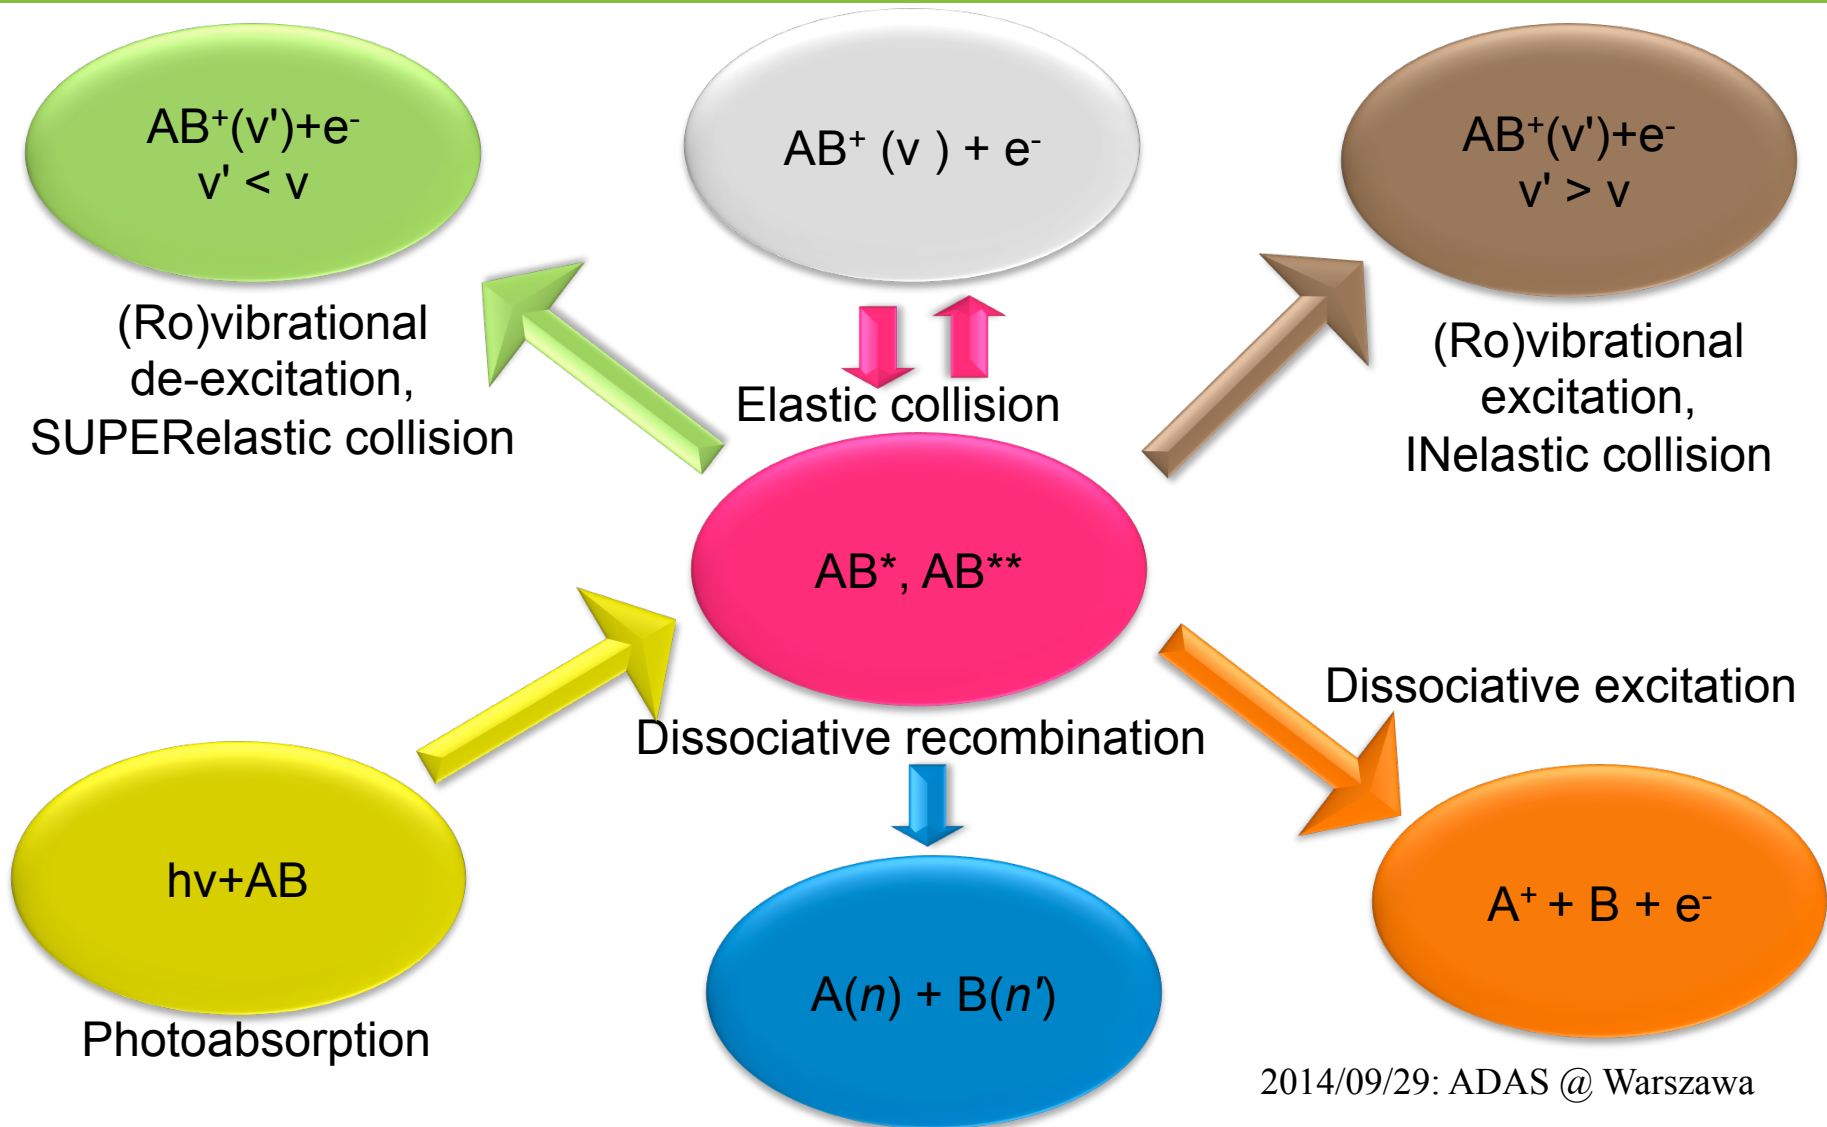 AB⁺(v')+e⁻
v' < v
AB⁺ (v ) + e⁻
AB⁺(v')+e⁻
v' > v
(Ro)vibrational
de-excitation,
SUPERelastic collision
Elastic collision
(Ro)vibrational
excitation,
INelastic collision
AB*, AB**
Dissociative excitation
Dissociative recombination
hv+AB
Photoabsorption
A(n) + B(n')
A⁺ + B + e⁻
2014/09/29: ADAS @ Warszawa